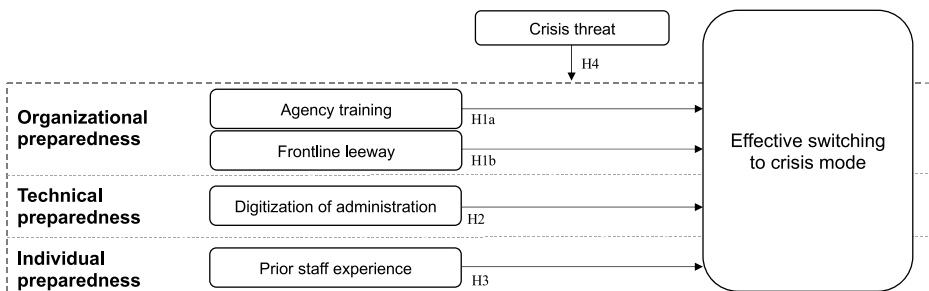 Crisis threat
H4
Organizational
preparedness
Agency training
H1a
Frontline leeway
H1b
Effective switching
to crisis mode
Technical
preparedness
Digitization of administration
H2
Individual
preparedness
Prior staff experience
H3